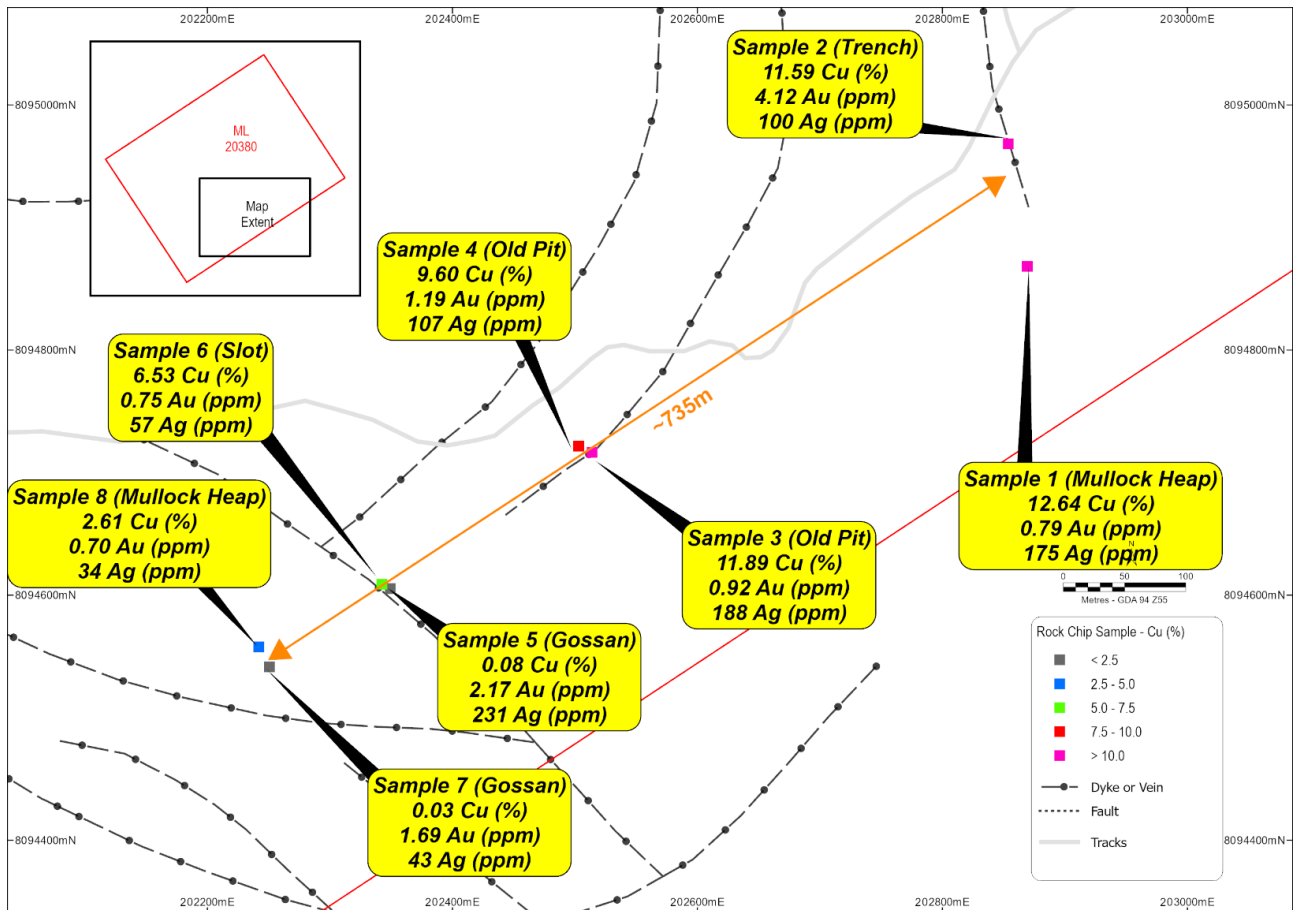 202200mE
202400mE
202600mE
202800mE
203000mE
8095000mN
8095000mN
ML
20380
Map
Extent
Sample 2 (Trench)
11.59 Cu (%)
4.12 Au (ppm)
100 Ag (ppm)
Sample 4 (Old Pit)
9.60 Cu (%)
1.19 Au (ppm)
107 Ag (ppm)
8094800mN
8094800mN
Sample 6 (Slot)
6.53 Cu (%)
0.75 Au (ppm)
57 Ag (ppm)
~735m
Sample 8 (Mullock Heap)
2.61 Cu (%)
0.70 Au (ppm)
34 Ag (ppm)
Sample 1 (Mullock Heap)
12.64 Cu (%)
0.79 Au (ppm)
175 Ag (ppm)
N
Sample 3 (Old Pit)
11.89 Cu (%)
0.92 Au (ppm)
188 Ag (ppm)
0 50 100
Metres - GDA 94 Z55
8094600mN
8094600mN
Sample 5 (Gossan)
0.08 Cu (%)
2.17 Au (ppm)
231 Ag (ppm)
Sample 7 (Gossan)
0.03 Cu (%)
1.69 Au (ppm)
43 Ag (ppm)
Rock Chip Sample - Cu (%)
< 2.5
2.5 - 5.0
5.0 - 7.5
7.5 - 10.0
> 10.0
Dyke or Vein
Fault
Tracks
8094400mN
8094400mN
202200mE
202400mE
202600mE
202800mE
203000mE